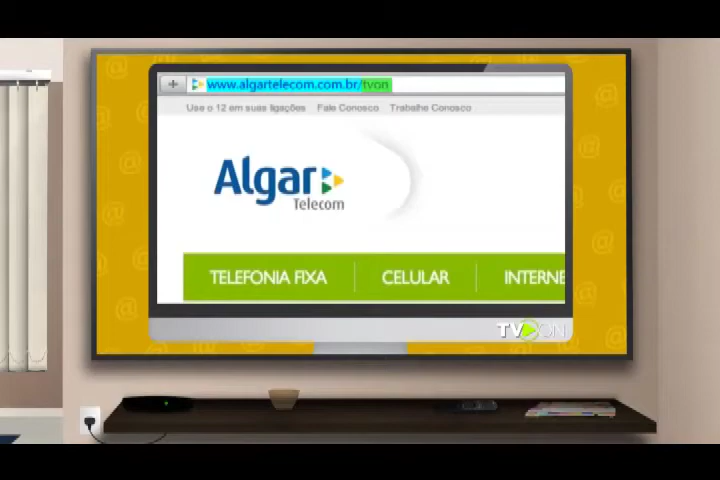 www.algartelecom.com.br/tvon
Use o 12 em suas ligações Fale Conosco Trabalhe Conosco
Algar
Telecom
TELEFONIA FIXA CELULAR INTERNE
TV ON